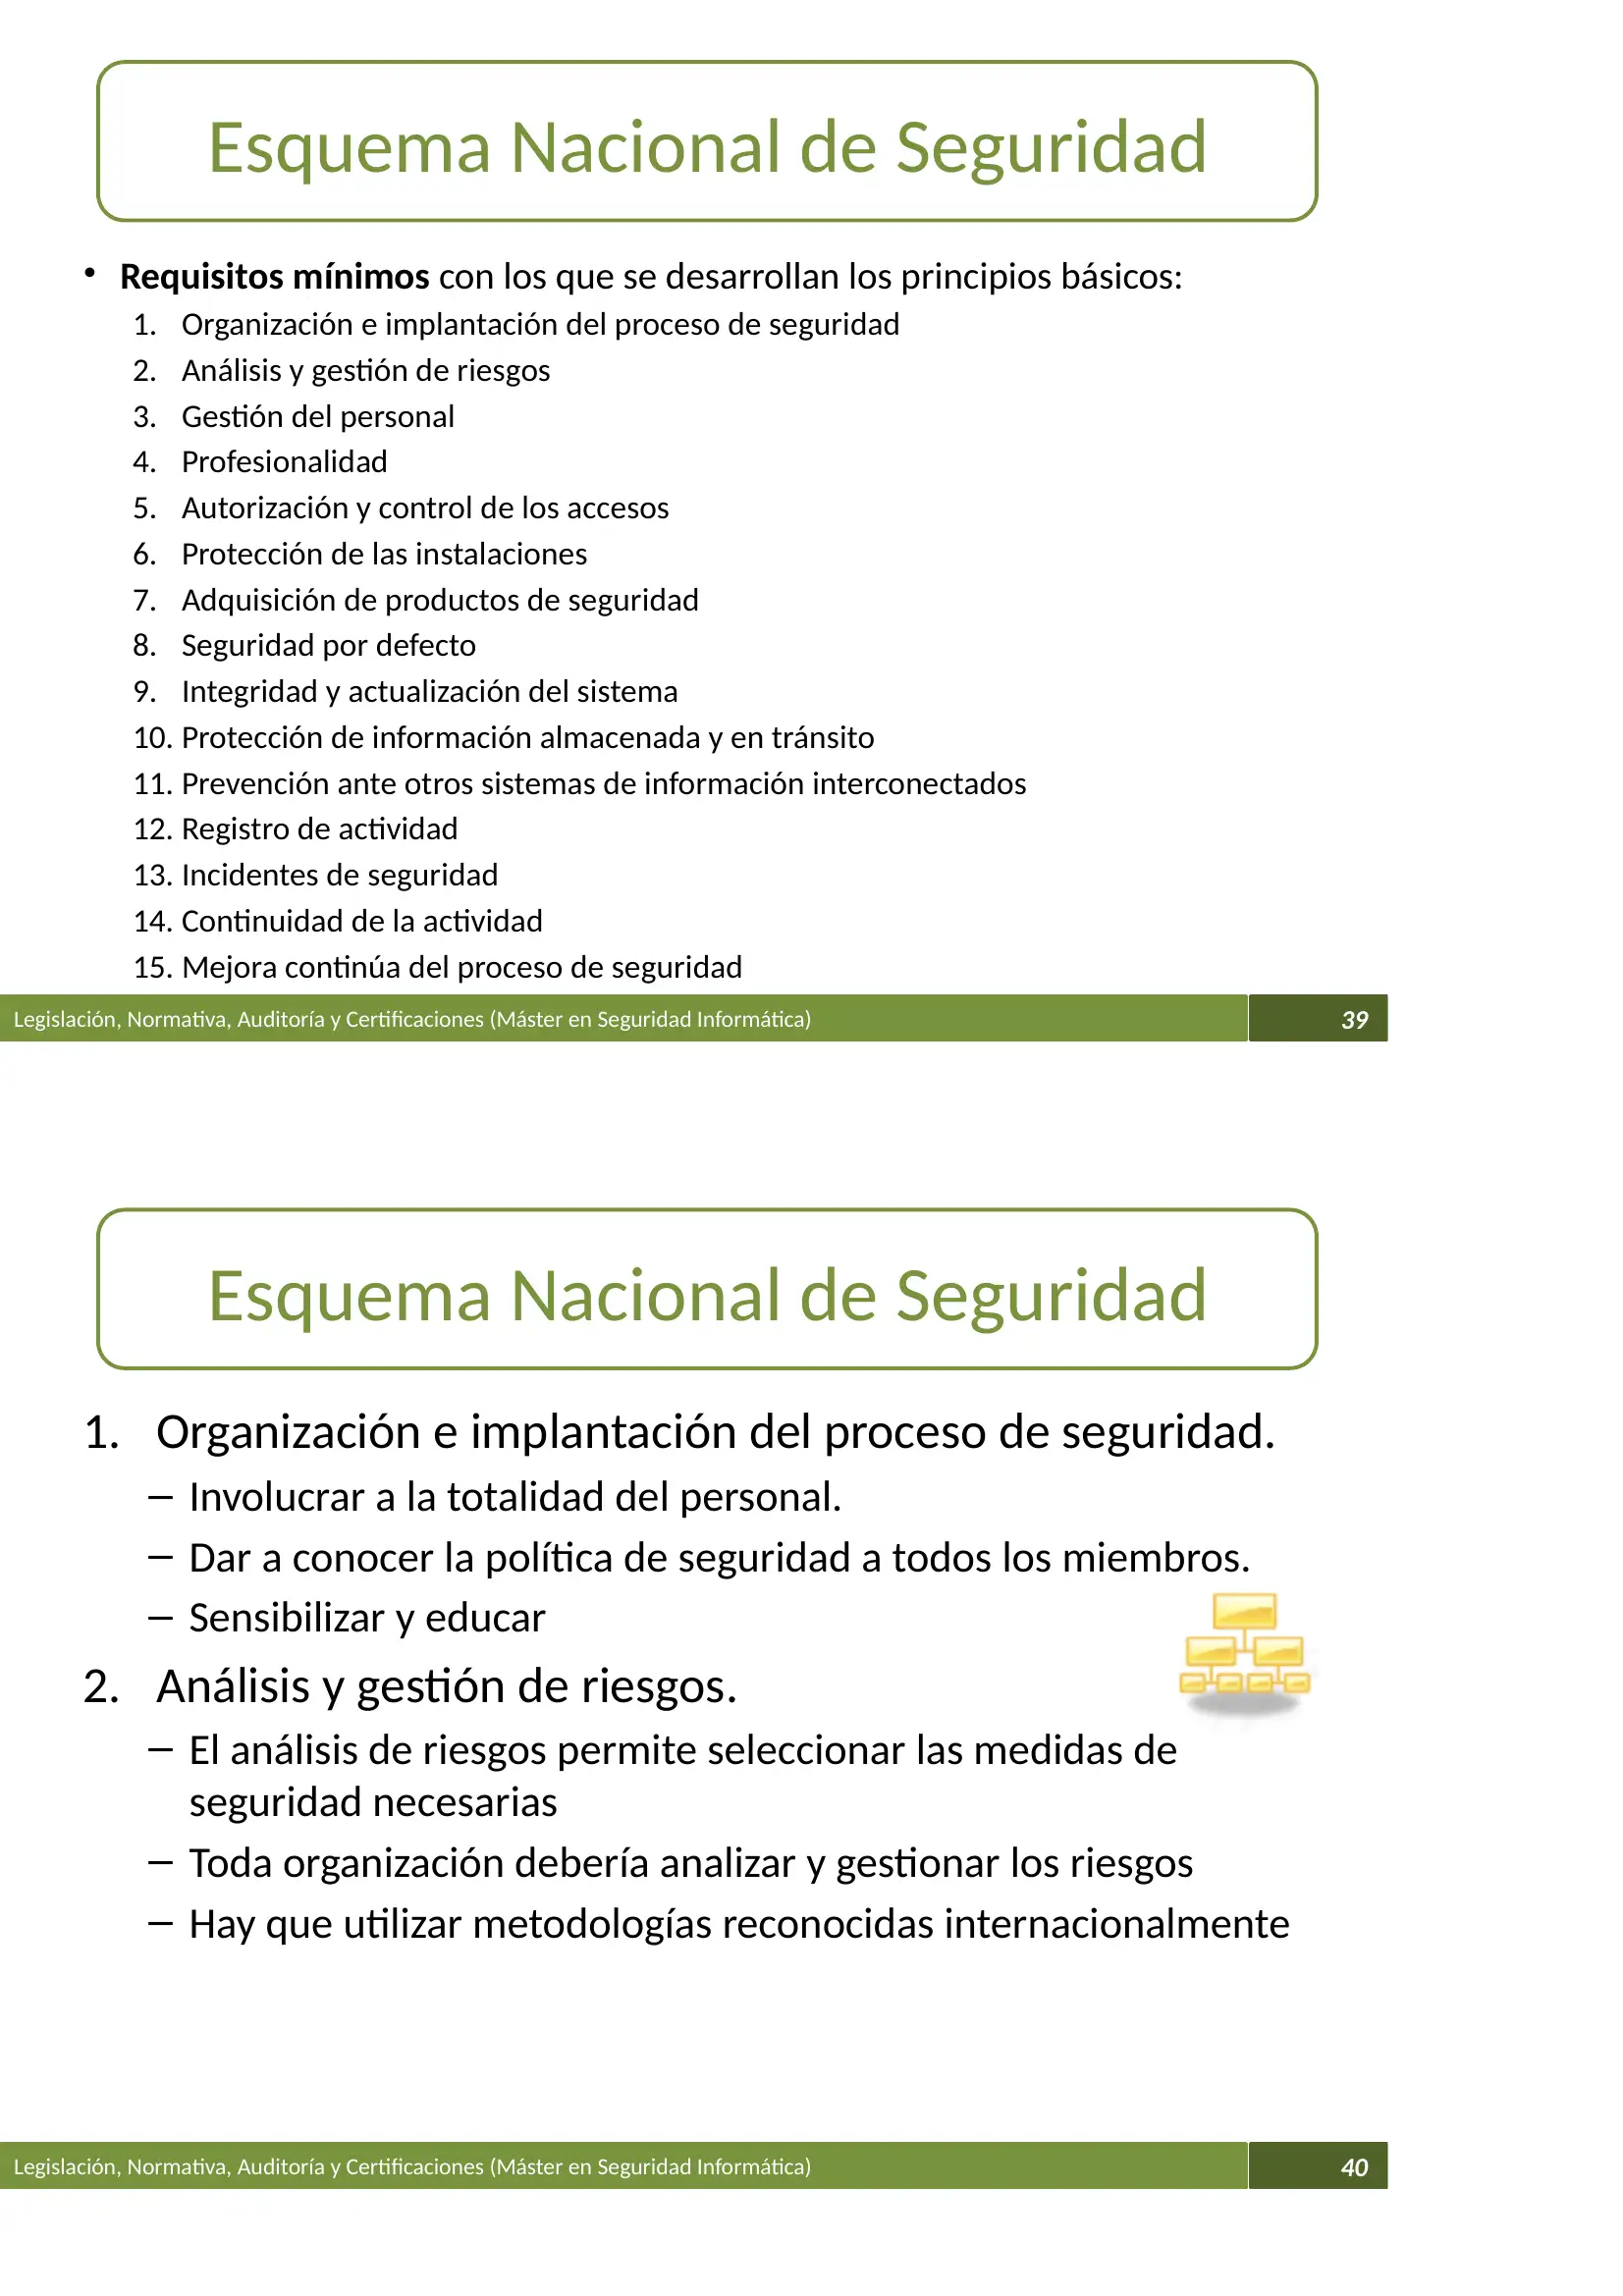 Esquema Nacional de Seguridad
• Requisitos mínimos con los que se desarrollan los principios básicos:
1. Organización e implantación del proceso de seguridad
2. Análisis y gestión de riesgos
3. Gestión del personal
4. Profesionalidad
5. Autorización y control de los accesos
6. Protección de las instalaciones
7. Adquisición de productos de seguridad
8. Seguridad por defecto
9. Integridad y actualización del sistema
10. Protección de información almacenada y en tránsito
11. Prevención ante otros sistemas de información interconectados
12. Registro de actividad
13. Incidentes de seguridad
14. Continuidad de la actividad
15. Mejora continúa del proceso de seguridad
Legislación, Normativa, Auditoría y Certificaciones (Máster en Seguridad Informática) 39
Esquema Nacional de Seguridad
1. Organización e implantación del proceso de seguridad.
– Involucrar a la totalidad del personal.
– Dar a conocer la política de seguridad a todos los miembros.
– Sensibilizar y educar
2. Análisis y gestión de riesgos.
– El análisis de riesgos permite seleccionar las medidas de
seguridad necesarias
– Toda organización debería analizar y gestionar los riesgos
– Hay que utilizar metodologías reconocidas internacionalmente
Legislación, Normativa, Auditoría y Certificaciones (Máster en Seguridad Informática) 40